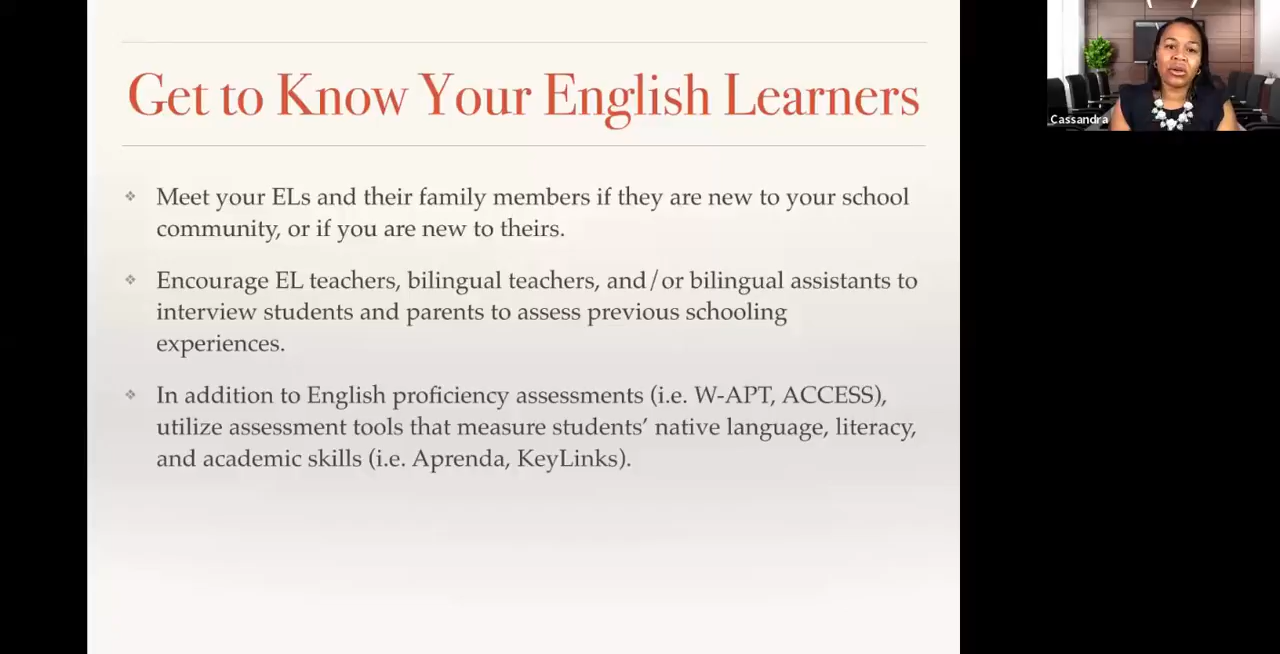 Get to Know Your English Learners
Cassandra
Meet your ELs and their family members if they are new to your school
community, or if you are new to theirs.
Encourage EL teachers, bilingual teachers, and/or bilingual assistants to
interview students and parents to assess previous schooling
experiences.
In addition to English proficiency assessments (i.e. W-APT, ACCESS),
utilize assessment tools that measure students’ native language, literacy,
and academic skills (i.e. Aprenda, KeyLinks).